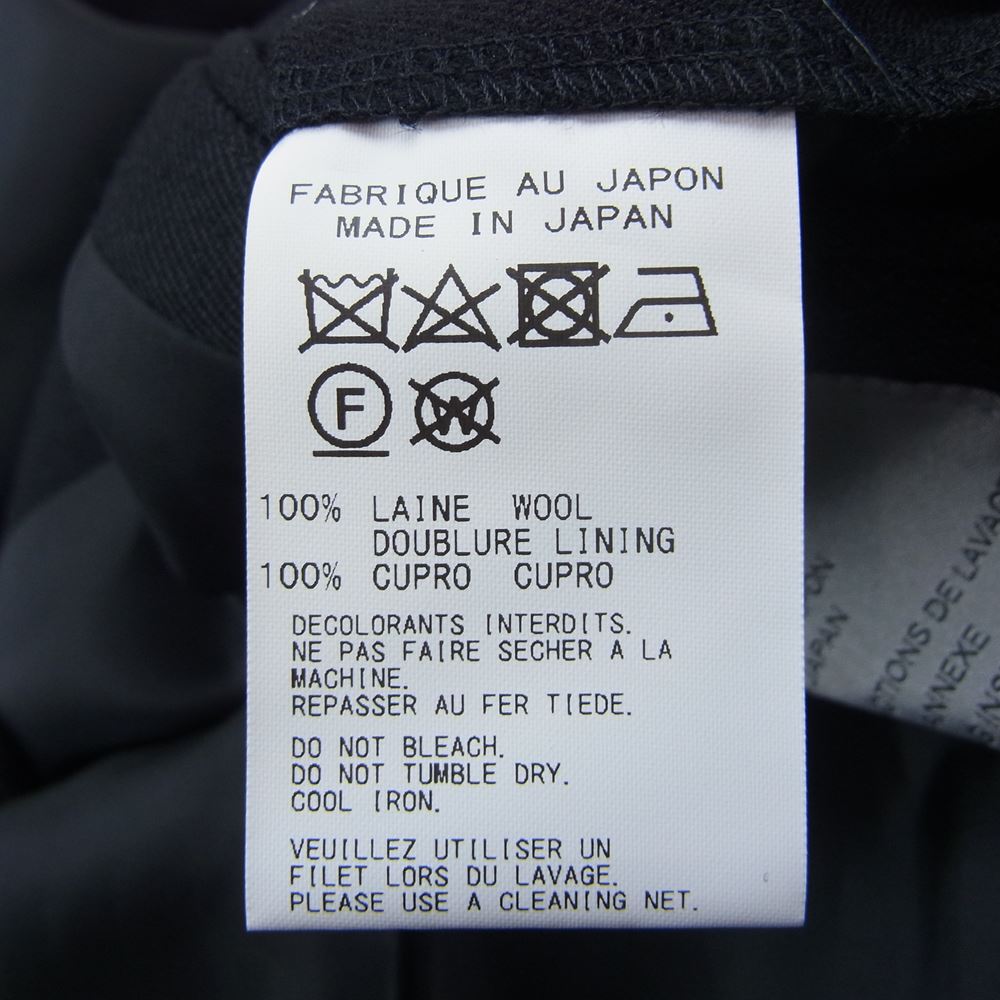 FABRIQUE AU JAPON
MADE IN JAPAN
F
W
100% LAINE WOOL
DOUBLURE LINING
100% CUPRO CUPRO
DECOLORANTS INTERDITS.
NE PAS FAIRE SECHER A LA
MACHINE.
REPASSER AU FER TIEDE.
DO NOT BLEACH.
DO NOT TUMBLE DRY.
COOL IRON.
VEUILLEZ UTILISER UN
FILET LORS DU LAVAGE.
PLEASE USE A CLEANING NET.
DE LAVAGE